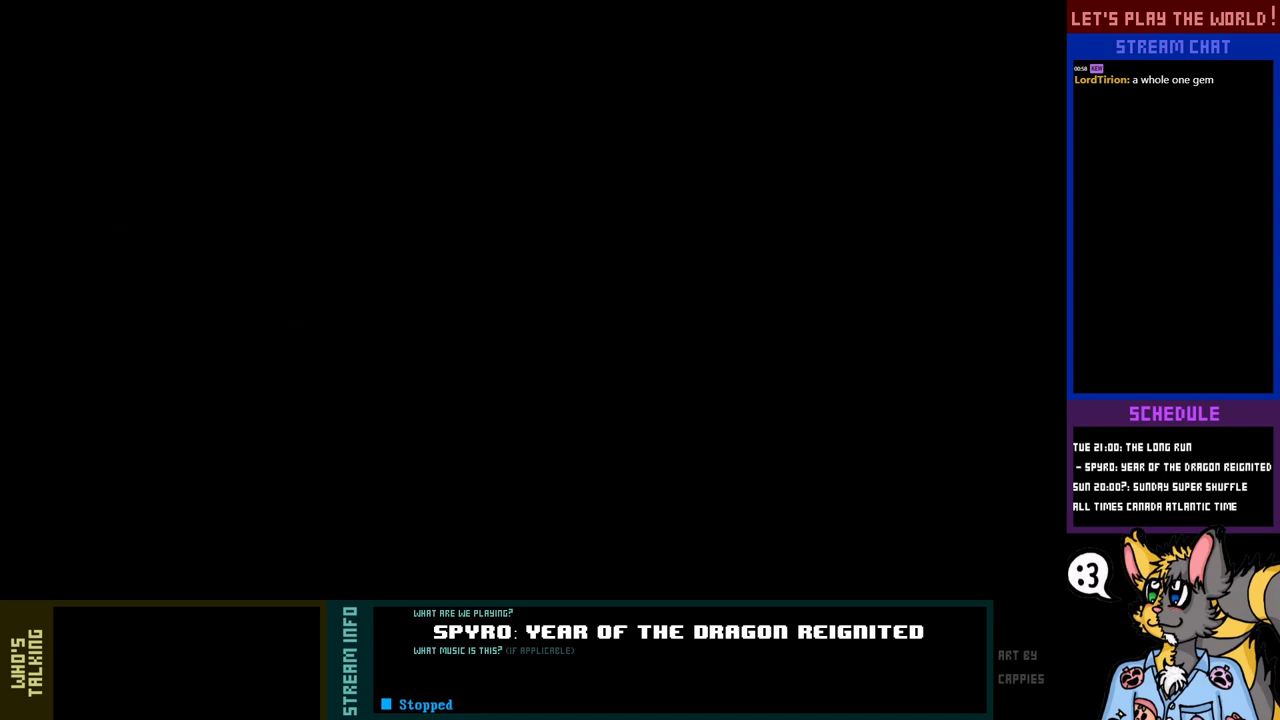 LET'S PLAY THE WORLD!
STREAM CHAT
00:58 NEW
LordTirion: a whole one gem
SCHEDULE
TUE 21:00: THE LONG RUN
- SPYRO: YEAR OF THE DRAGON REIGNITED
SUN 20:00?: SUNDAY SUPER SHUFFLE
ALL TIMES CANADA ATLANTIC TIME
:3
WHO'S TALKING
STREAM INFO
WHAT ARE WE PLAYING?
SPYRO: YEAR OF THE DRAGON REIGNITED
WHAT MUSIC IS THIS? (IF APPLICABLE)
Stopped
ART BY
CAPPIES